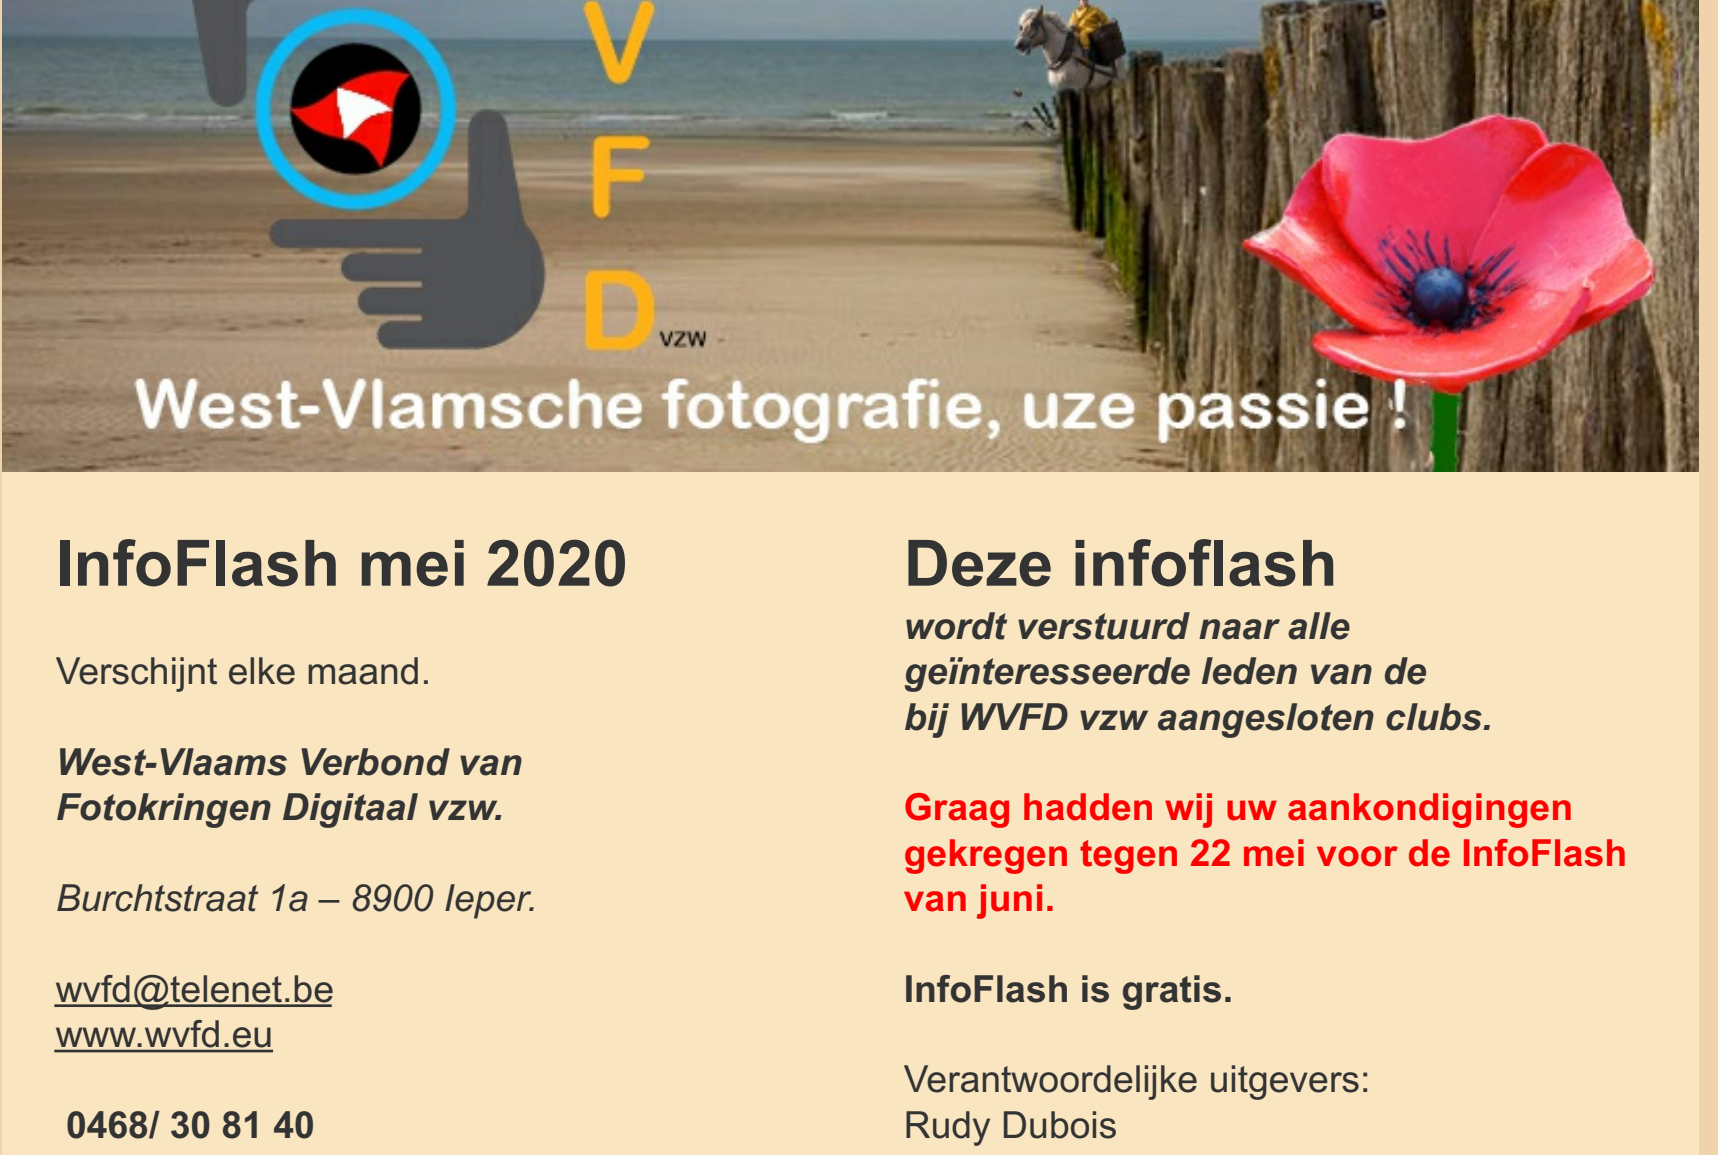 V
F
D
vzw
West-Vlamsche fotografie, uze passie !
InfoFlash mei 2020
Verschijnt elke maand.
West-Vlaams Verbond van
Fotokringen Digitaal vzw.
Burchtstraat 1a – 8900 Ieper.
wvfd@telenet.be
www.wvfd.eu
0468/ 30 81 40
Deze infoflash
wordt verstuurd naar alle
geïnteresseerde leden van de
bij WVFD vzw aangesloten clubs.
Graag hadden wij uw aankondigingen
gekregen tegen 22 mei voor de InfoFlash
van juni.
InfoFlash is gratis.
Verantwoordelijke uitgevers:
Rudy Dubois